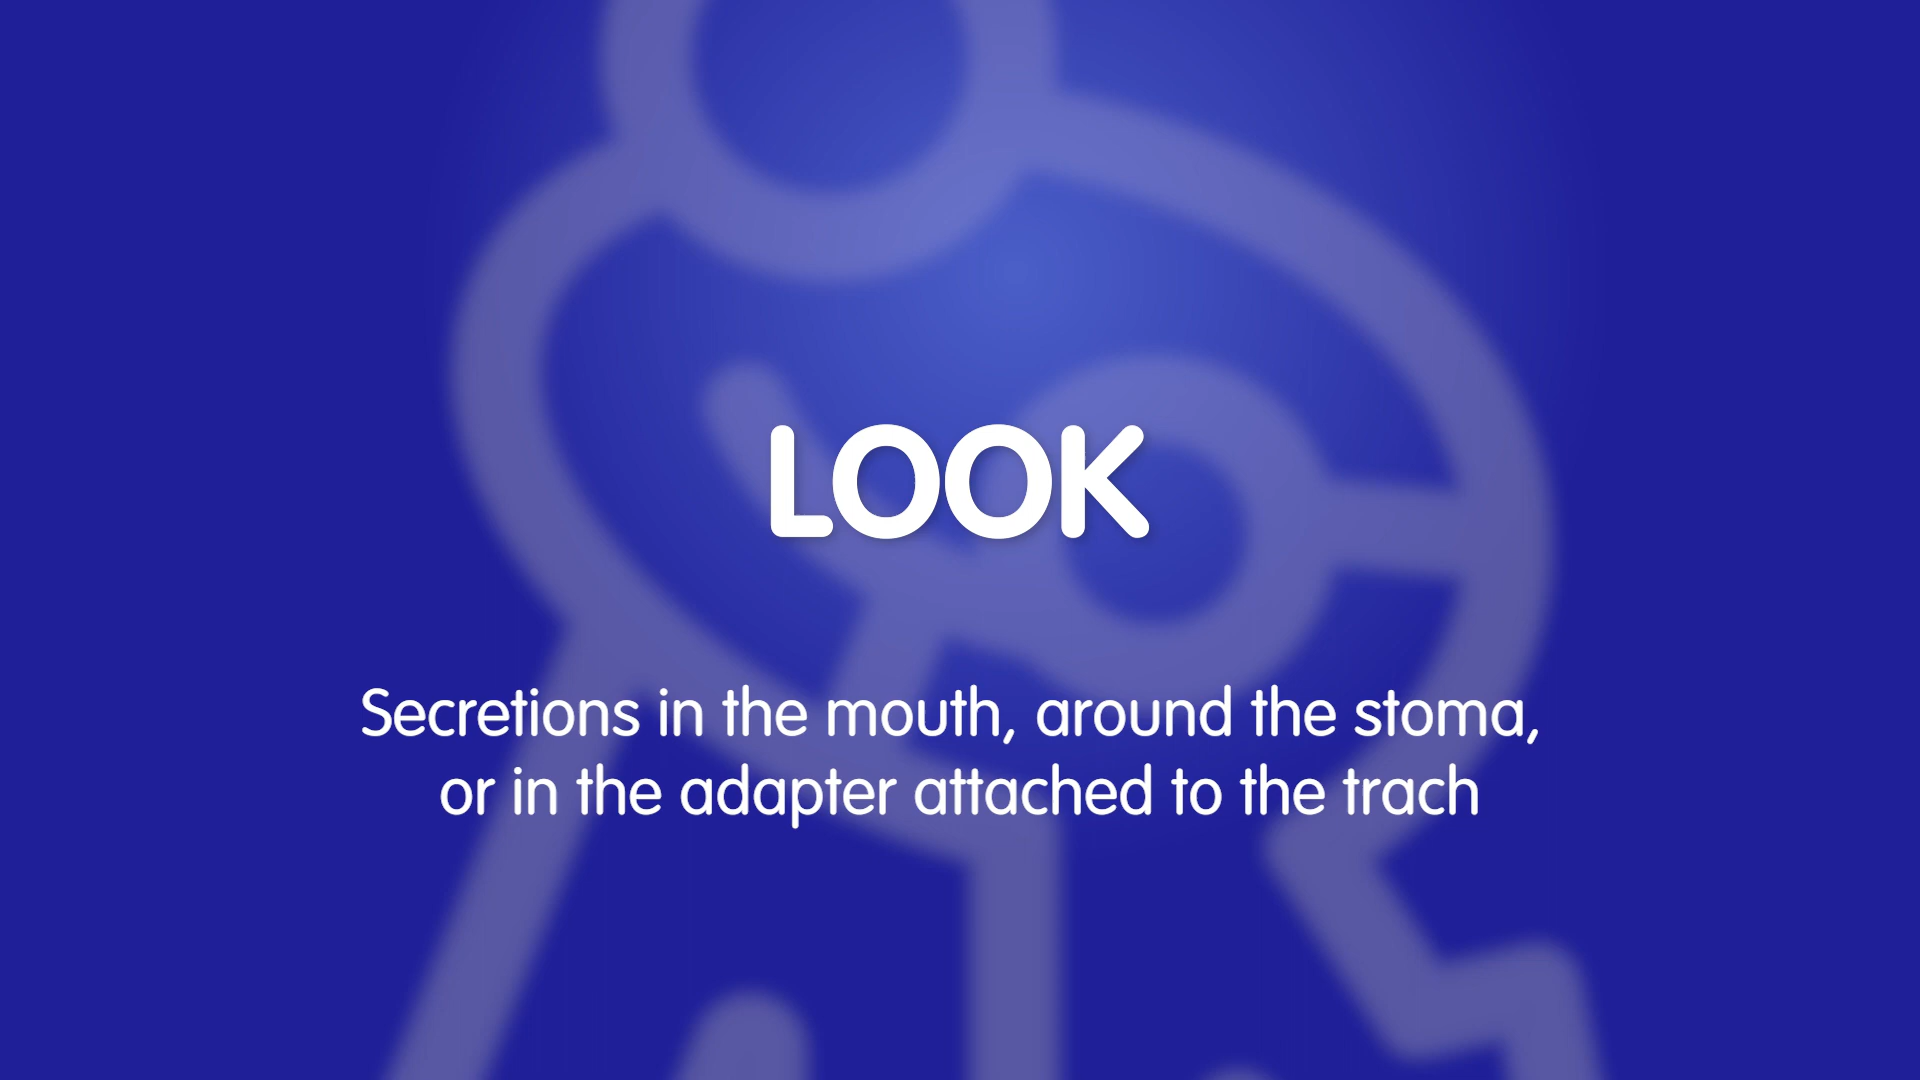 LOOK
Secretions in the mouth, around the stoma,
or in the adapter attached to the trach